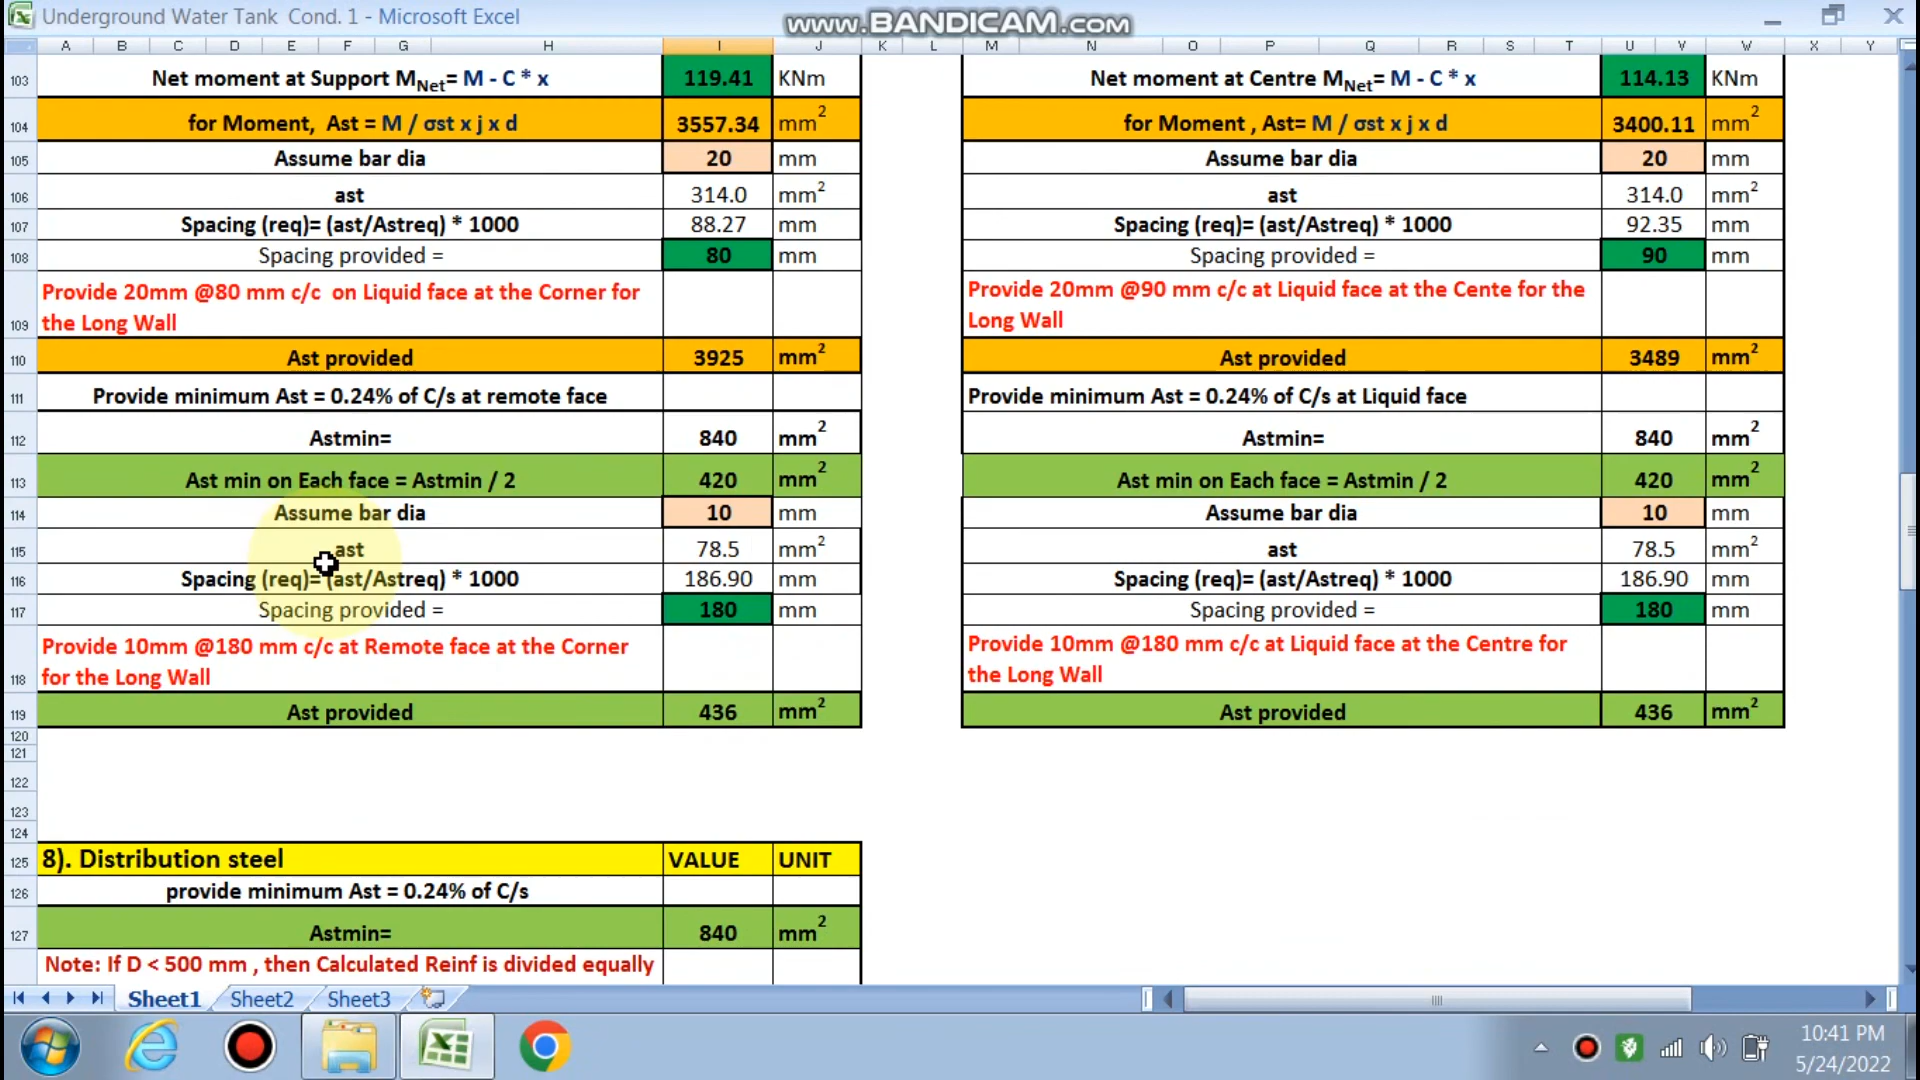 Underground Water Tank Cond. 1 - Microsoft Excel
www.BANDICAM.com
A B C D E F G H I J K L M N O P Q R S T U V W X Y
103 Net moment at Support MNet= M - C * x 119.41 KNm Net moment at Centre MNet= M - C * x 114.13 KNm
104 for Moment, Ast = M / σst x j x d 3557.34 mm2 for Moment , Ast= M / σst x j x d 3400.11 mm2
105 Assume bar dia 20 mm Assume bar dia 20 mm
106 ast 314.0 mm2 ast 314.0 mm2
107 Spacing (req)= (ast/Astreq) * 1000 88.27 mm Spacing (req)= (ast/Astreq) * 1000 92.35 mm
108 Spacing provided = 80 mm Spacing provided = 90 mm
Provide 20mm @80 mm c/c on Liquid face at the Corner for Provide 20mm @90 mm c/c at Liquid face at the Cente for the
109 the Long Wall Long Wall
110 Ast provided 3925 mm2 Ast provided 3489 mm2
111 Provide minimum Ast = 0.24% of C/s at remote face Provide minimum Ast = 0.24% of C/s at Liquid face
112 Astmin= 840 mm2 Astmin= 840 mm2
113 Ast min on Each face = Astmin / 2 420 mm2 Ast min on Each face = Astmin / 2 420 mm2
114 Assume bar dia 10 mm Assume bar dia 10 mm
115 ast 78.5 mm2 ast 78.5 mm2
116 Spacing (req)= (ast/Astreq) * 1000 186.90 mm Spacing (req)= (ast/Astreq) * 1000 186.90 mm
117 Spacing provided = 180 mm Spacing provided = 180 mm
Provide 10mm @180 mm c/c at Remote face at the Corner Provide 10mm @180 mm c/c at Liquid face at the Centre for
118 for the Long Wall the Long Wall
119 Ast provided 436 mm2 Ast provided 436 mm2
120
121
122
123
124
125 8). Distribution steel VALUE UNIT
126 provide minimum Ast = 0.24% of C/s
127 Astmin= 840 mm2
Note: If D < 500 mm , then Calculated Reinf is divided equally
Sheet1 Sheet2 Sheet3
10:41 PM
5/24/2022